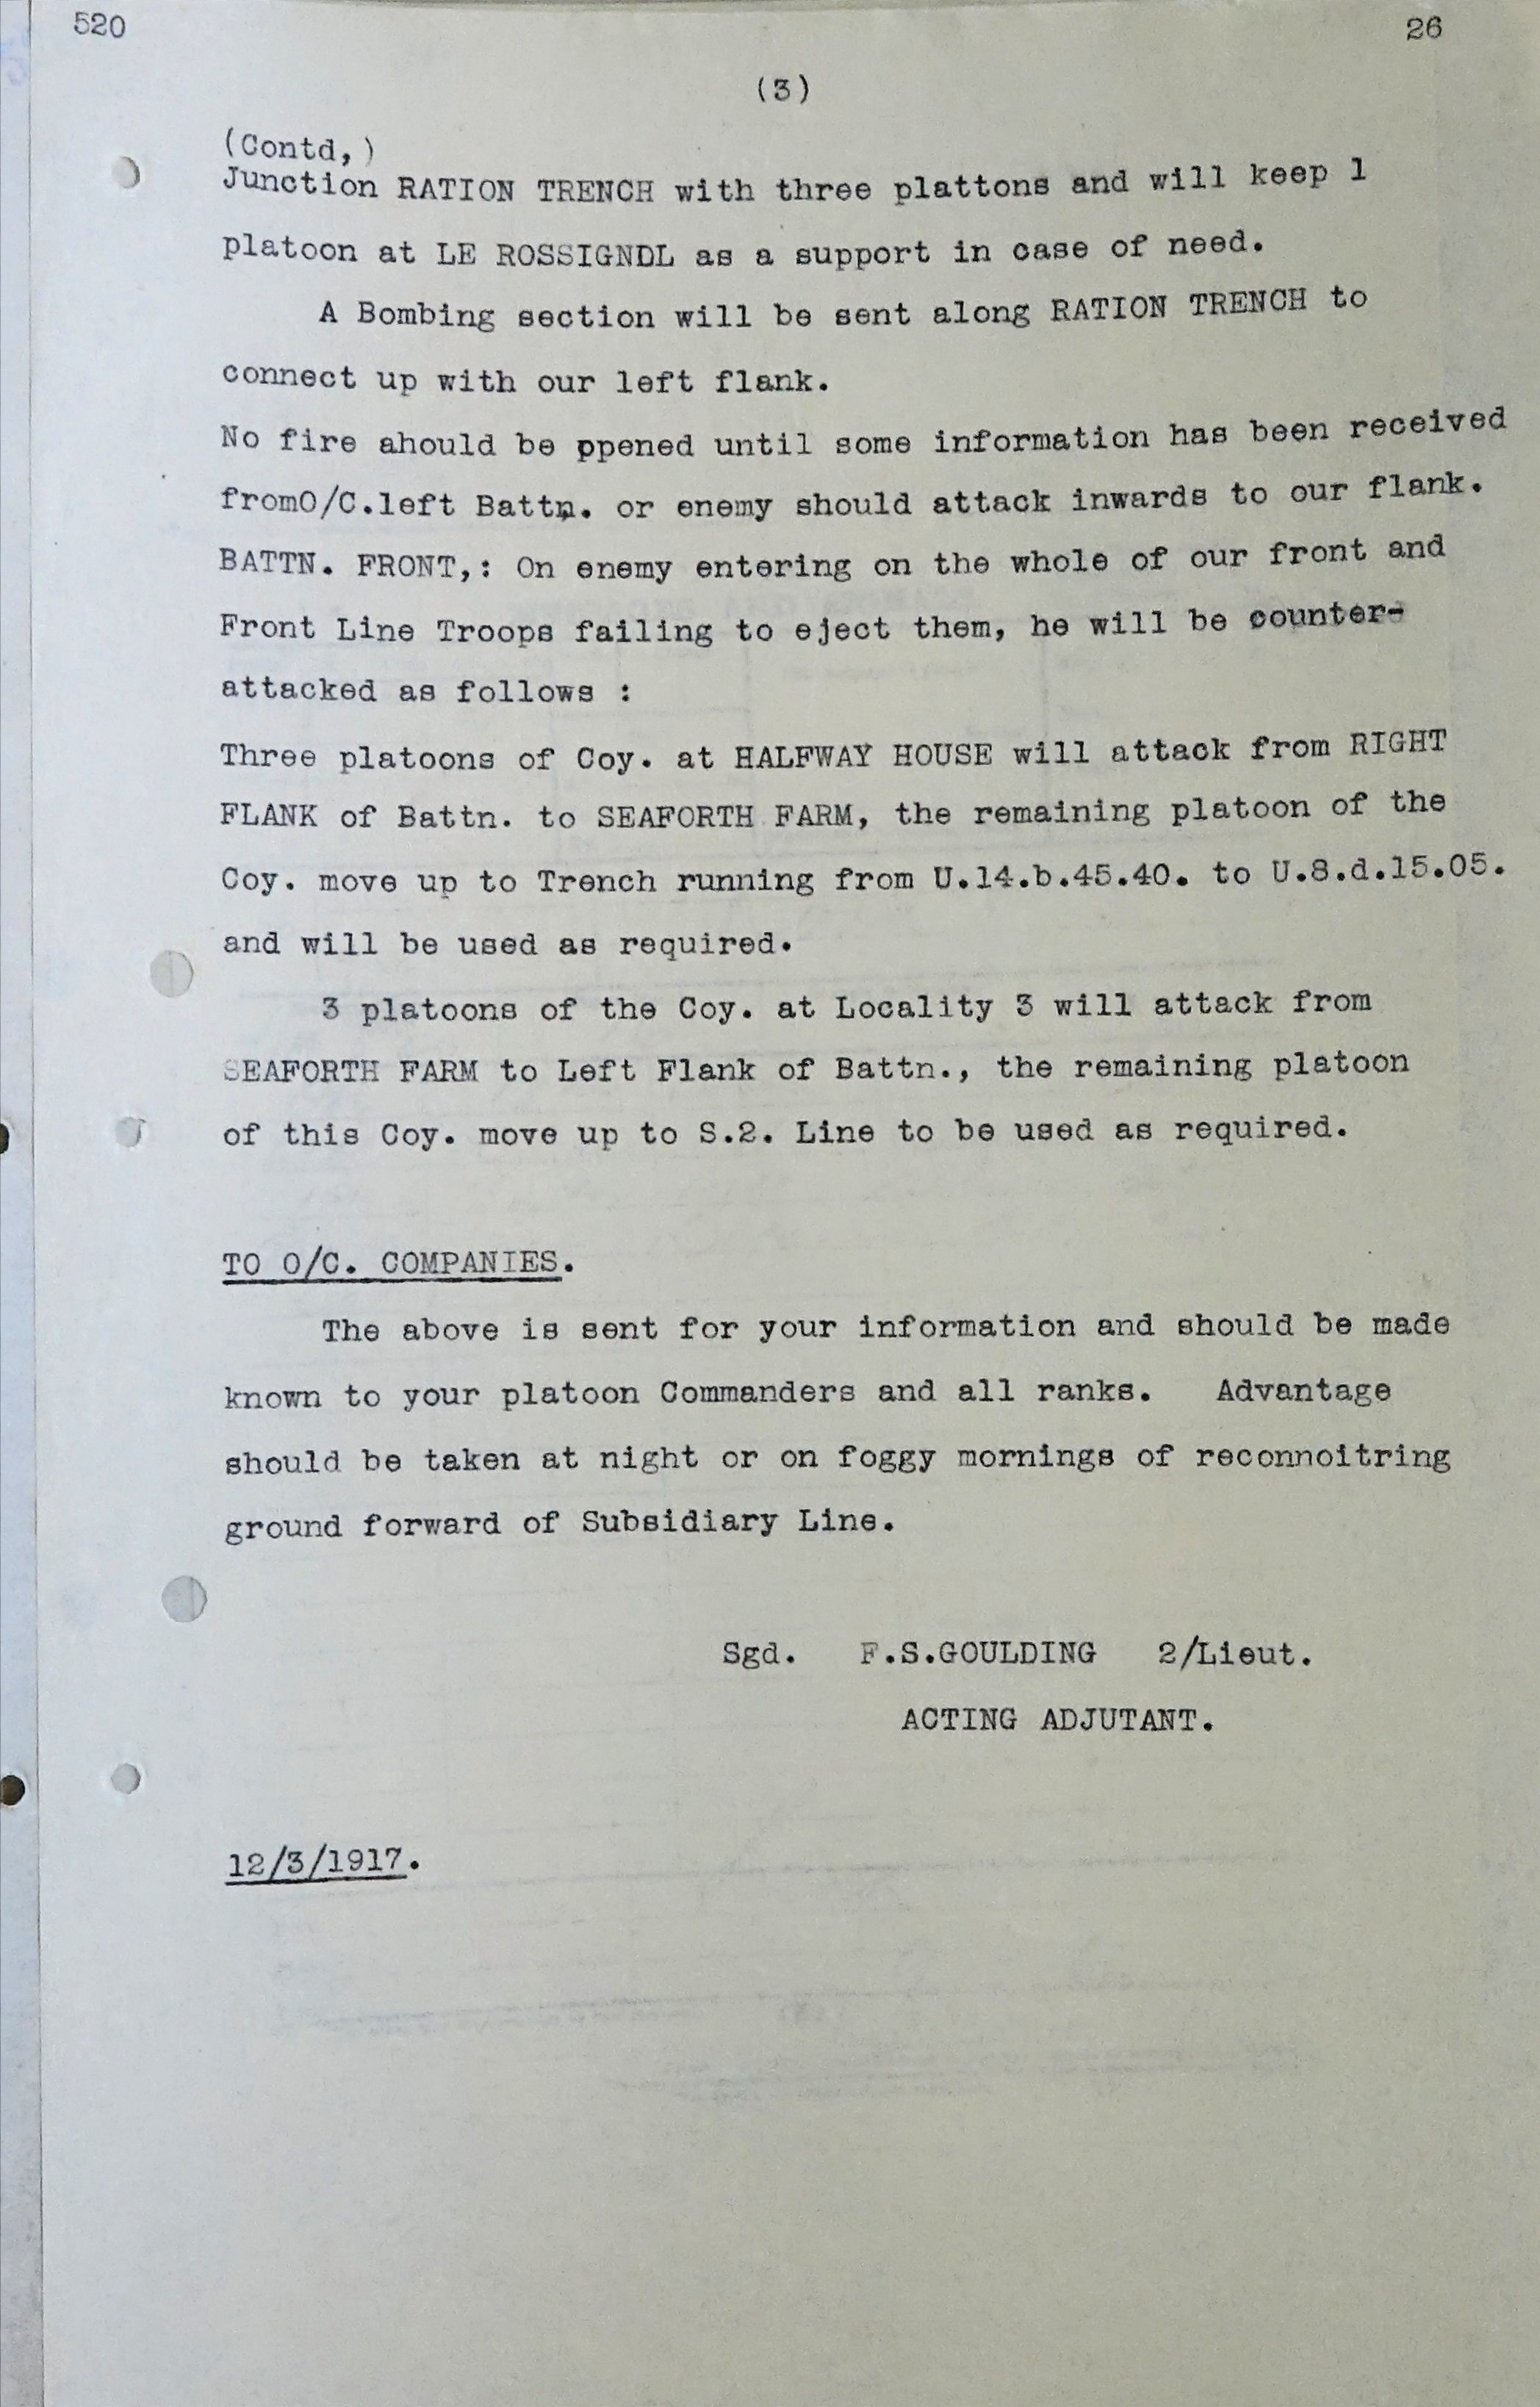 520 26
(3)
(Contd,)
Junction RATION TRENCH with three plattons and will keep 1
platoon at LE ROSSIGNDL as a support in case of need.
A Bombing section will be sent along RATION TRENCH to
connect up with our left flank.
No fire ahould be ppened until some information has been received
fromO/C.left Battn. or enemy should attack inwards to our flank.
BATTN. FRONT,: On enemy entering on the whole of our front and
Front Line Troops failing to eject them, he will be counter-
attacked as follows :
Three platoons of Coy. at HALFWAY HOUSE will attack from RIGHT
FLANK of Battn. to SEAFORTH FARM, the remaining platoon of the
Coy. move up to Trench running from U.14.b.45.40. to U.8.d.15.05.
and will be used as required.
3 platoons of the Coy. at Locality 3 will attack from
SEAFORTH FARM to Left Flank of Battn., the remaining platoon
of this Coy. move up to S.2. Line to be used as required.
TO O/C. COMPANIES.
The above is sent for your information and should be made
known to your platoon Commanders and all ranks. Advantage
should be taken at night or on foggy mornings of reconnoitring
ground forward of Subsidiary Line.
Sgd. F.S.GOULDING 2/Lieut.
ACTING ADJUTANT.
12/3/1917.